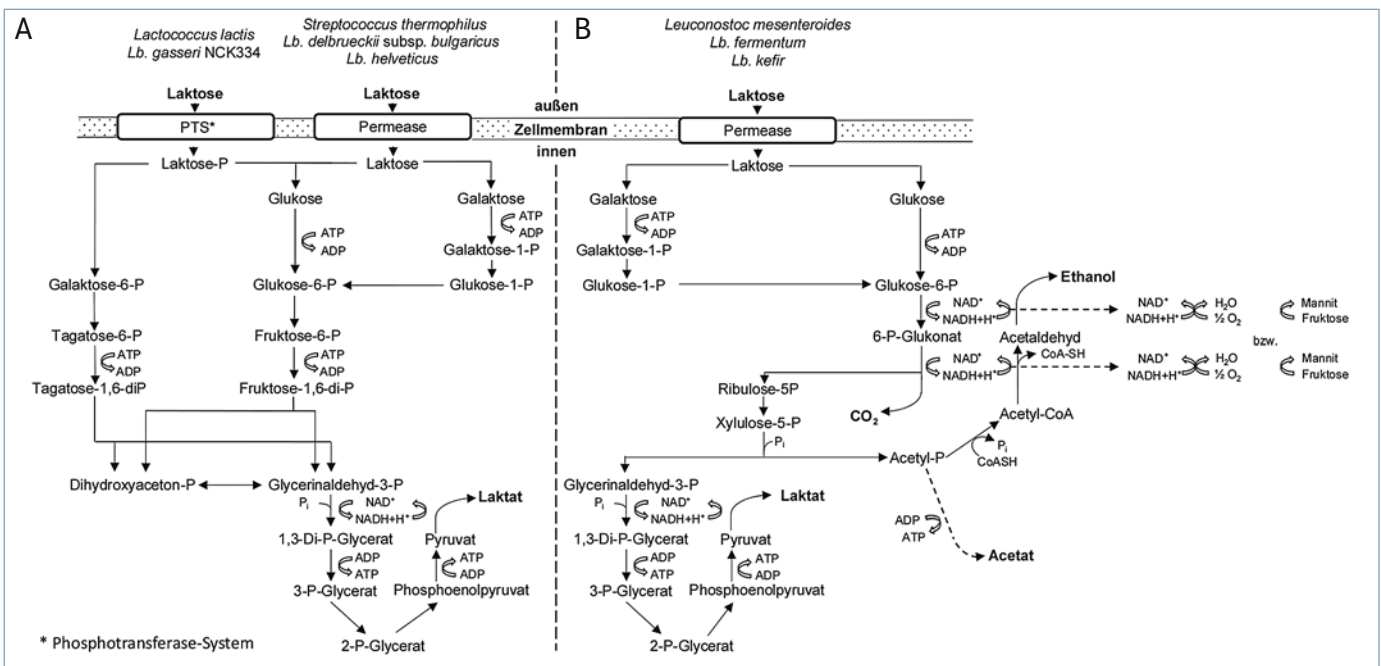 A
Lactococcus lactis
Lb. gasseri NCK334
Streptococcus thermophilus
Lb. delbrueckii subsp. bulgaricus
Lb. helveticus
Laktose
Laktose
PTS*
Permease
Laktose-P
Laktose
Glukose
Galaktose
ATP
ADP
ATP
ADP
Galaktose-1-P
Galaktose-6-P
Glukose-6-P
Glukose-1-P
Tagatose-6-P
Fruktose-6-P
ATP
ADP
ATP
ADP
Tagatose-1,6-diP
Fruktose-1,6-di-P
Dihydroxyaceton-P
Glycerinaldehyd-3-P
Pi
NAD+
NADH+H+
Laktat
1,3-Di-P-Glycerat
Pyruvat
ADP
ATP
ATP
ADP
3-P-Glycerat
Phosphoenolpyruvat
2-P-Glycerat
* Phosphotransferase-System
außen
Zellmembran
innen
B
Leuconostoc mesenteroides
Lb. fermentum
Lb. kefir
Laktose
Permease
Laktose
Galaktose
Glukose
ATP
ADP
ATP
ADP
Galaktose-1-P
Glukose-1-P
Glukose-6-P
Ethanol
NAD+
NADH+H+
NAD+
NADH+H+
H2O
½ O2
Mannit
Fruktose
6-P-Glukonat
Acetaldehyd
bzw.
NAD+
NADH+H+
CoA-SH
NAD+
NADH+H+
H2O
½ O2
Mannit
Fruktose
Ribulose-5P
CO2
Acetyl-CoA
Xylulose-5-P
Pi
Acetyl-P
Pi
CoASH
Glycerinaldehyd-3-P
Pi
NAD+
NADH+H+
Laktat
ADP
ATP
Acetat
1,3-Di-P-Glycerat
Pyruvat
ADP
ATP
ATP
ADP
3-P-Glycerat
Phosphoenolpyruvat
2-P-Glycerat